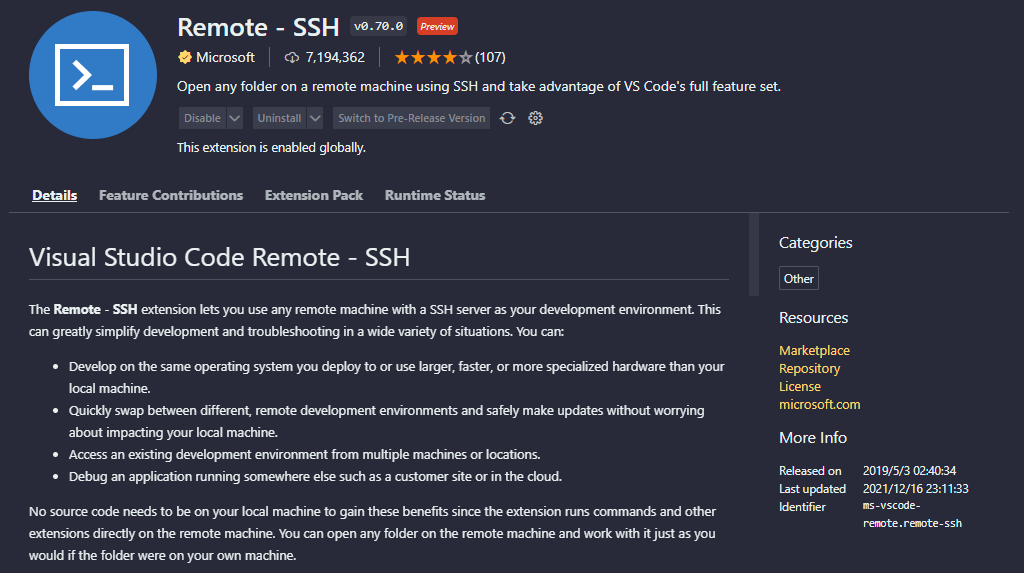 Remote - SSH v0.70.0 Preview
Microsoft 7,194,362 (107)
Open any folder on a remote machine using SSH and take advantage of VS Code's full feature set.
Disable Uninstall Switch to Pre-Release Version
This extension is enabled globally.
Details Feature Contributions Extension Pack Runtime Status
Visual Studio Code Remote - SSH
The Remote - SSH extension lets you use any remote machine with a SSH server as your development environment. This
can greatly simplify development and troubleshooting in a wide variety of situations. You can:
• Develop on the same operating system you deploy to or use larger, faster, or more specialized hardware than your
local machine.
• Quickly swap between different, remote development environments and safely make updates without worrying
about impacting your local machine.
• Access an existing development environment from multiple machines or locations.
• Debug an application running somewhere else such as a customer site or in the cloud.
No source code needs to be on your local machine to gain these benefits since the extension runs commands and other
extensions directly on the remote machine. You can open any folder on the remote machine and work with it just as you
would if the folder were on your own machine.
Categories
Other
Resources
Marketplace
Repository
License
microsoft.com
More Info
Released on 2019/5/3 02:40:34
Last updated 2021/12/16 23:11:33
Identifier ms-vscode-
remote.remote-ssh